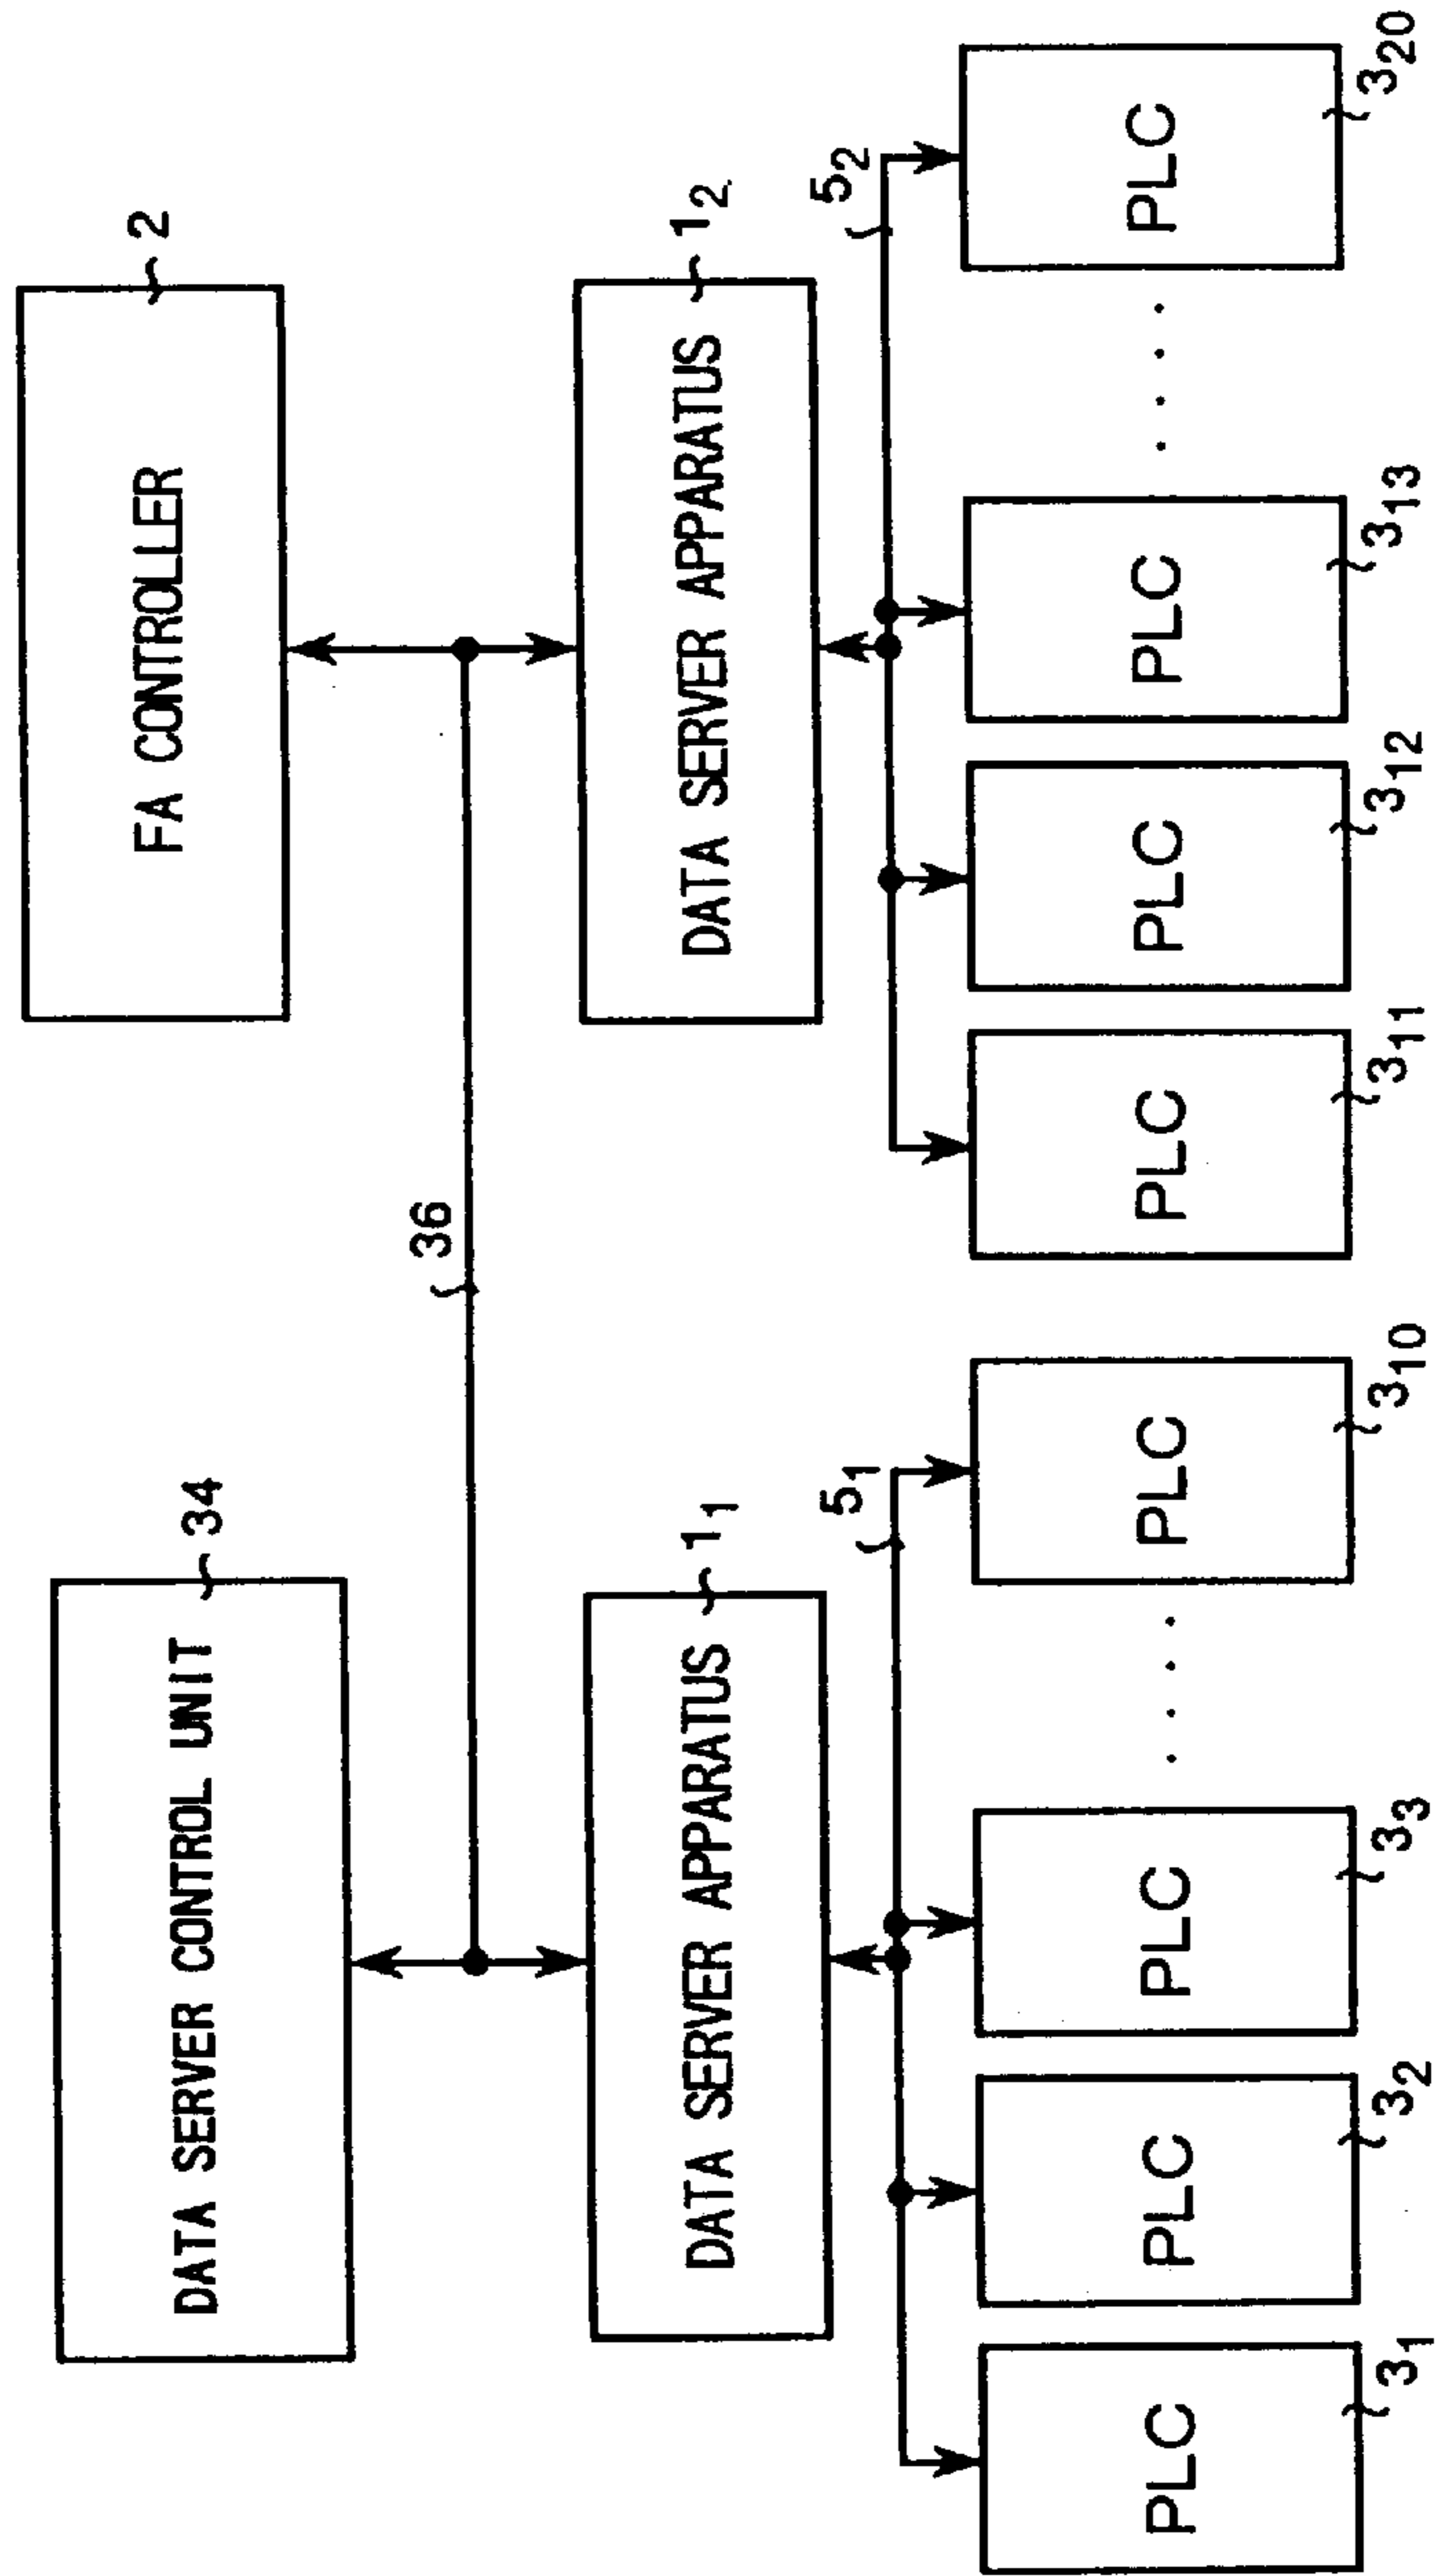 DATA SERVER CONTROL UNIT
34
FA CONTROLLER
2
36
DATA SERVER APPARATUS
1₁
DATA SERVER APPARATUS
1₂
5₁
5₂
PLC
3₁
PLC
3₂
PLC
3₃
· · · ·
PLC
3₁₀
PLC
3₁₁
PLC
3₁₂
PLC
3₁₃
· · · ·
PLC
3₂₀